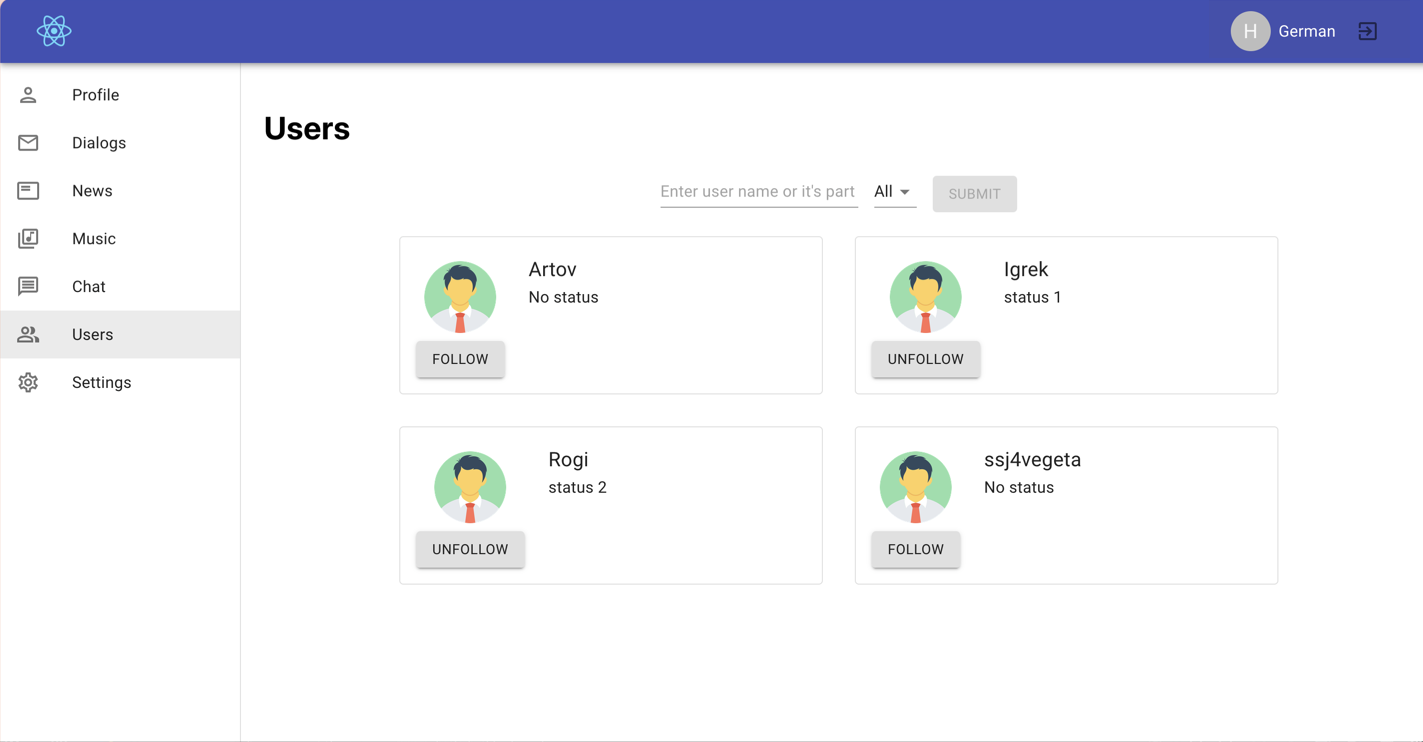 H German
Profile
Dialogs
News
Music
Chat
Users
Settings
Users
Enter user name or it's part All SUBMIT
Artov
No status
FOLLOW
Igrek
status 1
UNFOLLOW
Rogi
status 2
UNFOLLOW
ssj4vegeta
No status
FOLLOW